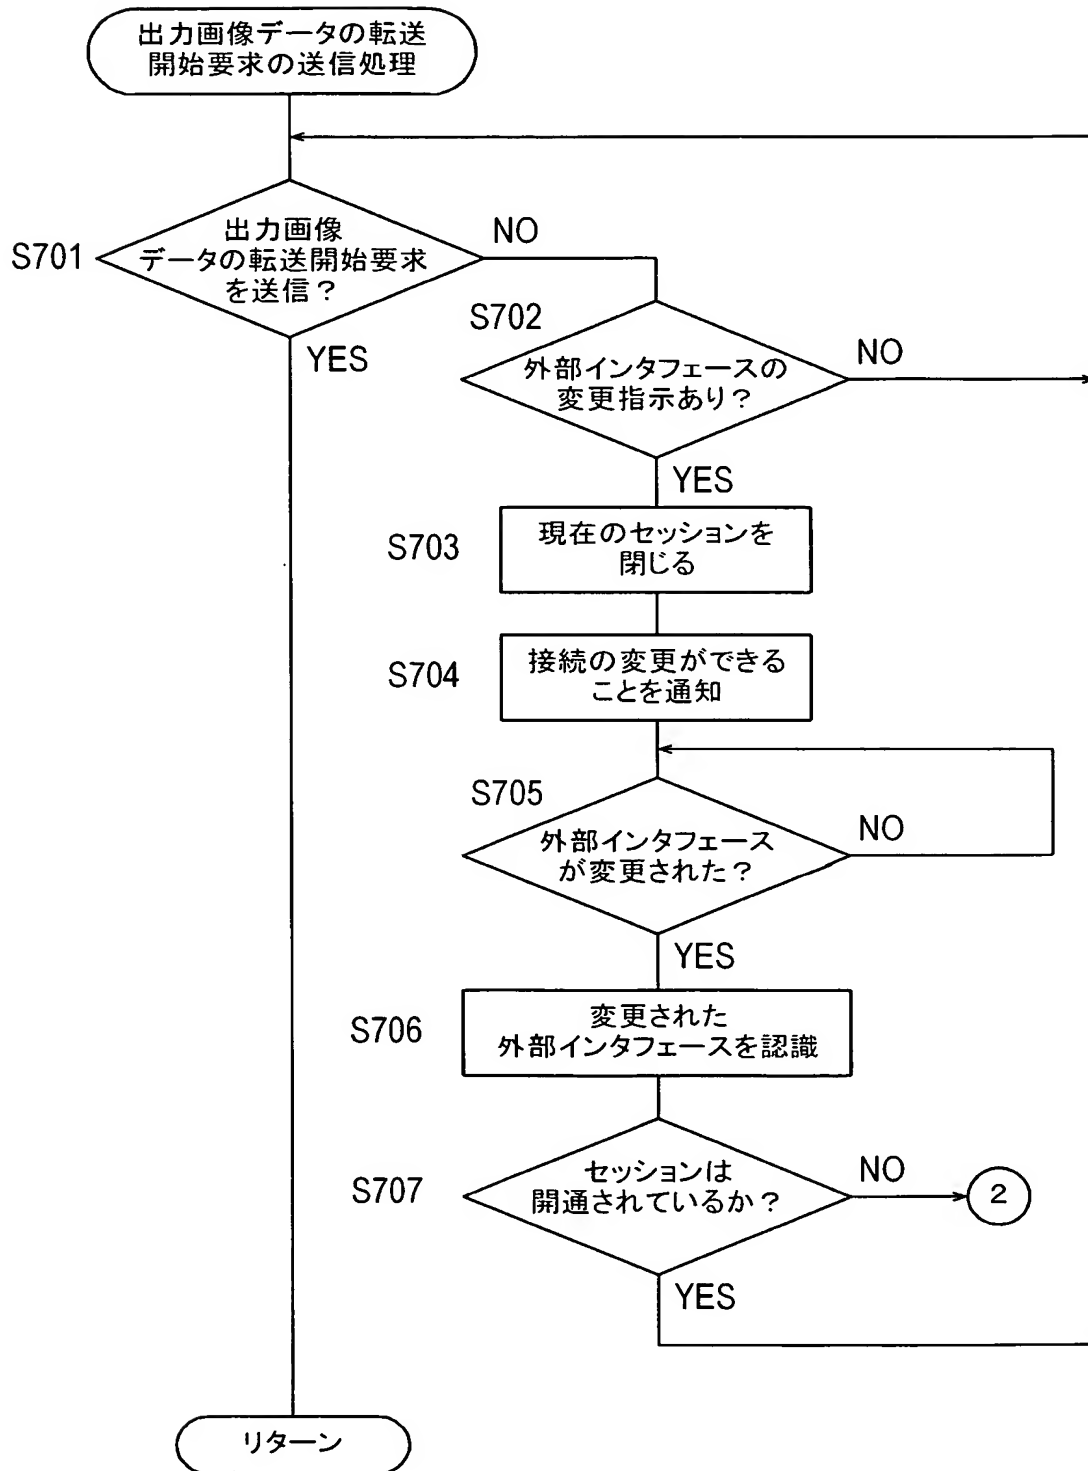 出力画像データの転送
開始要求の送信処理
S701
出力画像
データの転送開始要求
を送信？
NO
YES
S702
外部インタフェースの
変更指示あり？
NO
YES
S703
現在のセッションを
閉じる
S704
接続の変更ができる
ことを通知
S705
外部インタフェース
が変更された？
NO
YES
S706
変更された
外部インタフェースを認識
S707
セッションは
開通されているか？
NO
2
YES
リターン